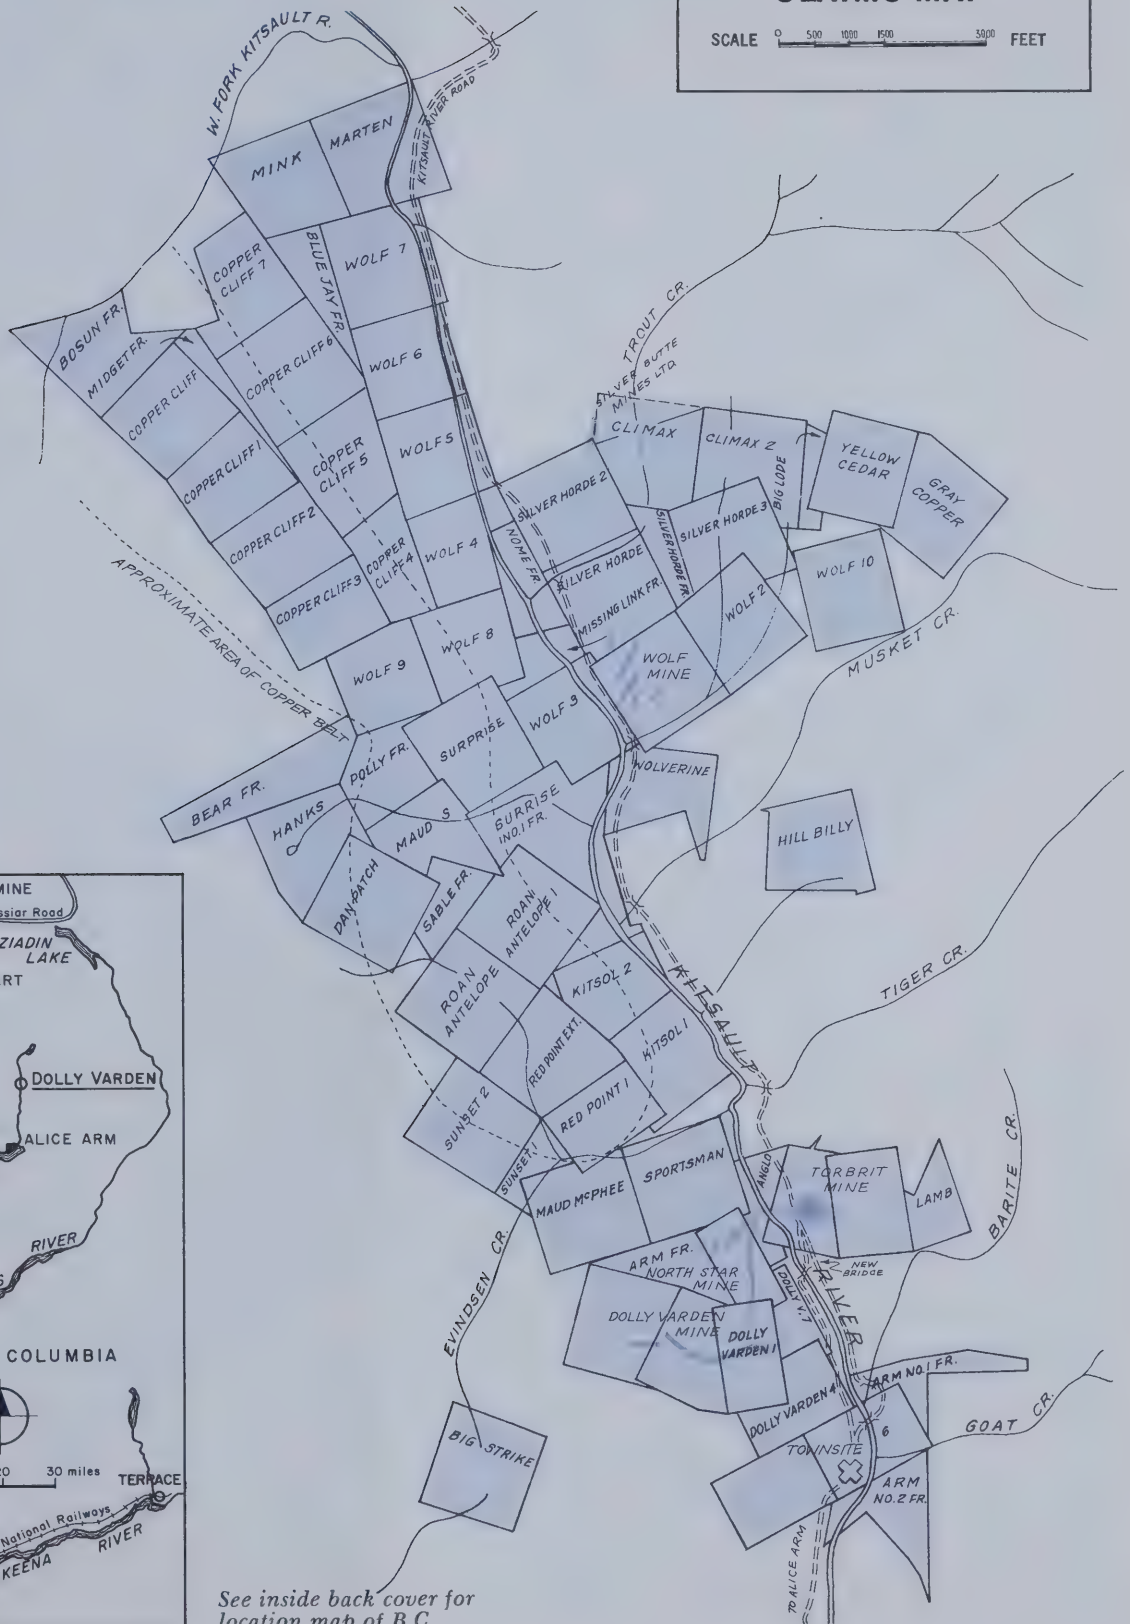 SCALE 0 500 1000 1500 3000 FEET
W. FORK KITSAULT R.
KITSAULT RIVER ROAD
MINK
MARTEN
COPPER
CLIFF 7
BLUE JAY FR.
WOLF 7
BOSUN FR.
MIDGET FR.
COPPER CLIFF
COPPER CLIFF 6
WOLF 6
TROUT CR.
SILVER BUTTE
MINES LTD.
COPPER CLIFF 1
COPPER
CLIFF 5
WOLF 5
CLIMAX
CLIMAX 2
BIG LODE
YELLOW
CEDAR
GRAY
COPPER
COPPER CLIFF 2
COPPER
CLIFF 4
WOLF 4
NOME FR.
SILVER HORDE 2
SILVER HORDE
SILVER HORDE FR.
SILVER HORDE 3
COPPER CLIFF 3
MISSING LINK FR.
WOLF 2
WOLF 10
APPROXIMATE AREA OF COPPER BELT
WOLF 9
WOLF 8
WOLF
MINE
MUSKET CR.
POLLY FR.
SURPRISE
WOLF 3
WOLVERINE
BEAR FR.
HANKS
MAUD S
SURRISE
NO.1 FR.
HILL BILLY
DAN PATCH
SABLE FR.
ROAN
ANTELOPE 1
ROAN
ANTELOPE
KITSOL 2
KITSAULT
TIGER CR.
RED POINT EXT.
KITSOL 1
SUNSET 2
SUNSET 1
RED POINT 1
MAUD McPHEE
SPORTSMAN
ANGLO
TORBRIT
MINE
LAMB
BARITE CR.
EVINDSEN CR.
ARM FR.
NORTH STAR
MINE
NEW
BRIDGE
RIVER
DOLLY V. 7
DOLLY VARDEN
MINE
DOLLY
VARDEN 1
ARM NO.1 FR.
DOLLY VARDEN 4
6
GOAT CR.
BIG STRIKE
TOWNSITE
ARM
NO.2 FR.
TO ALICE ARM
MINE
ssiar Road
ZIADIN
LAKE
RT
DOLLY VARDEN
ALICE ARM
RIVER
S
COLUMBIA
20 30 miles
TERRACE
National Railways
KEENA RIVER
See inside back cover for
location map of B.C.